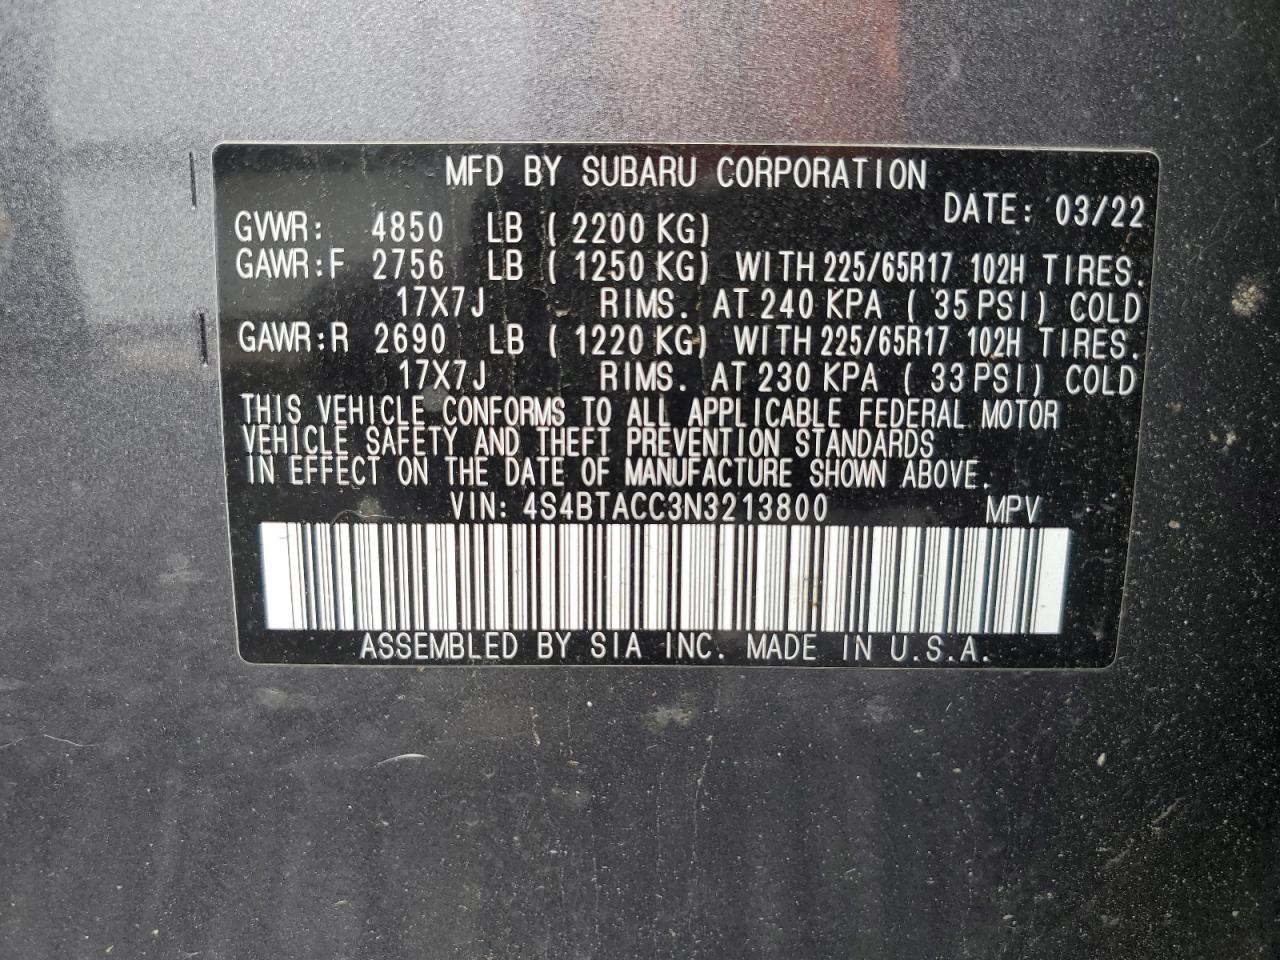 MFD BY SUBARU CORPORATION
DATE: 03/22
GVWR: 4850 LB ( 2200 KG)
GAWR:F 2756 LB ( 1250 KG) WITH 225/65R17 102H TIRES.
17X7J RIMS. AT 240 KPA ( 35 PSI) COLD
GAWR:R 2690 LB ( 1220 KG) WITH 225/65R17 102H TIRES.
17X7J RIMS. AT 230 KPA ( 33 PSI) COLD
THIS VEHICLE CONFORMS TO ALL APPLICABLE FEDERAL MOTOR
VEHICLE SAFETY AND THEFT PREVENTION STANDARDS
IN EFFECT ON THE DATE OF MANUFACTURE SHOWN ABOVE.
VIN: 4S4BTACC3N3213800 MPV
ASSEMBLED BY SIA INC. MADE IN U.S.A.